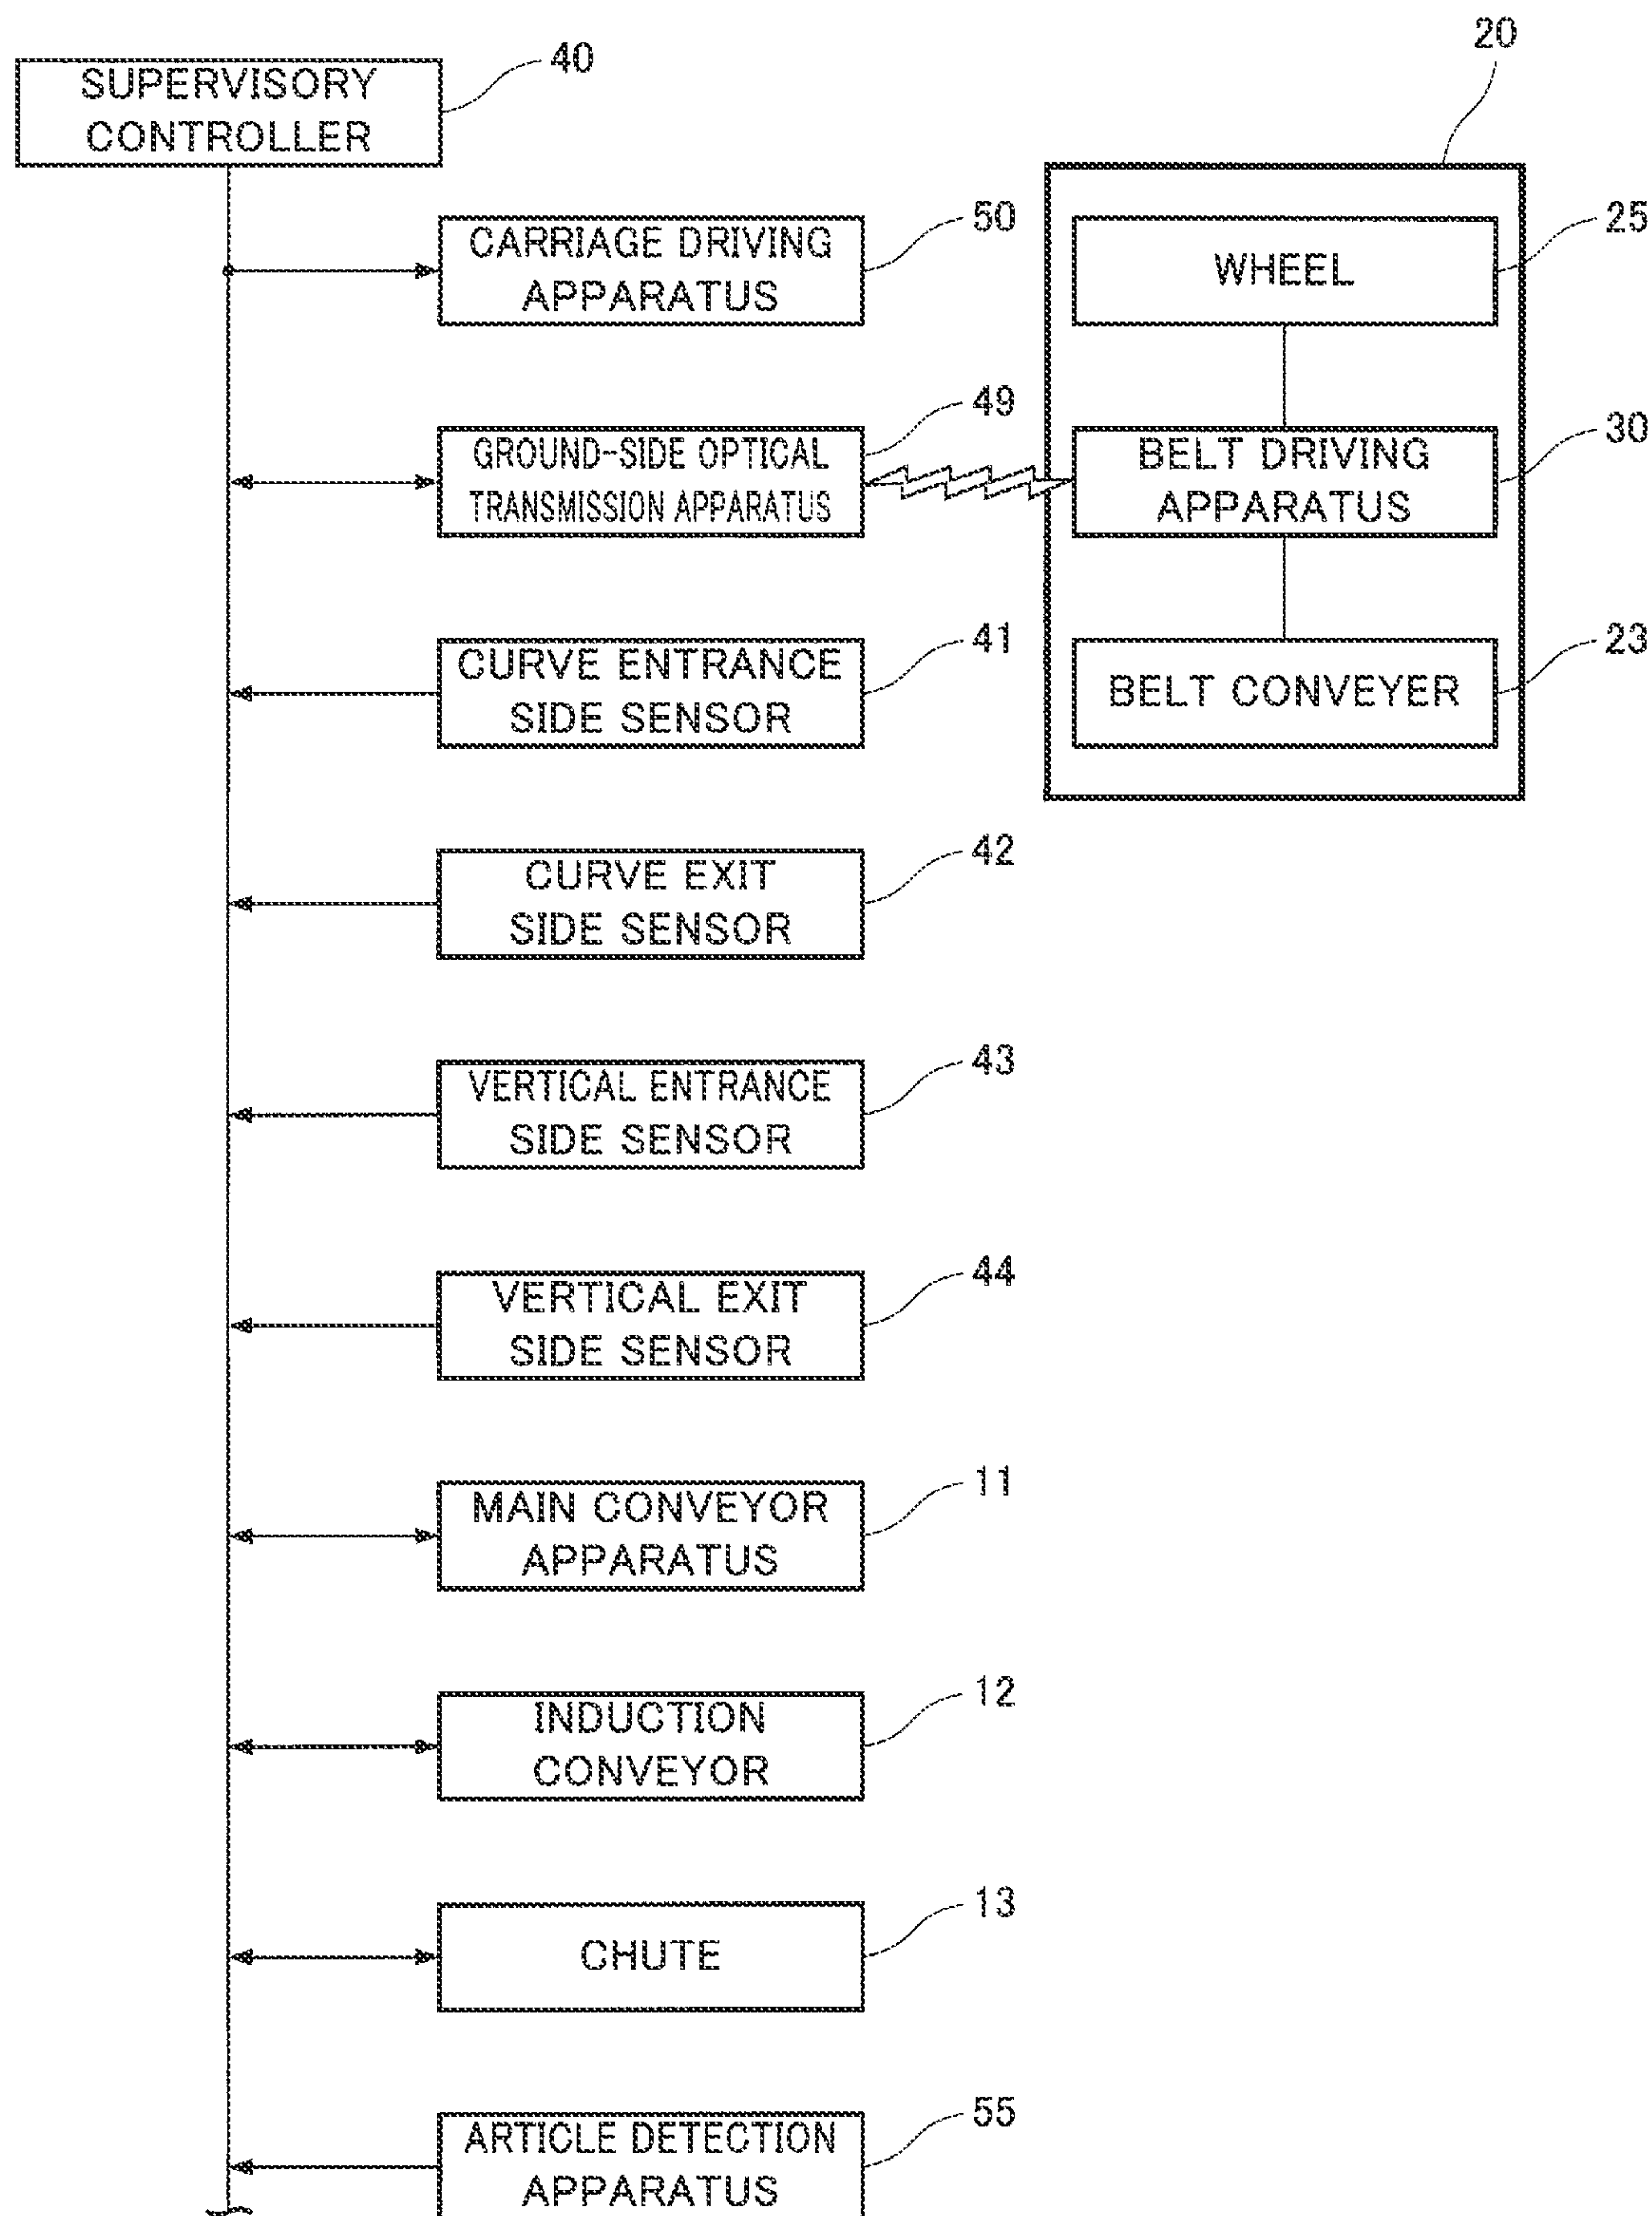 20
SUPERVISORY
CONTROLLER
40
CARRIAGE DRIVING
APPARATUS
50
WHEEL
25
GROUND-SIDE OPTICAL
TRANSMISSION APPARATUS
49
BELT DRIVING
APPARATUS
30
CURVE ENTRANCE
SIDE SENSOR
41
BELT CONVEYER
23
CURVE EXIT
SIDE SENSOR
42
VERTICAL ENTRANCE
SIDE SENSOR
43
VERTICAL EXIT
SIDE SENSOR
44
MAIN CONVEYOR
APPARATUS
11
INDUCTION
CONVEYOR
12
CHUTE
13
ARTICLE DETECTION
APPARATUS
55